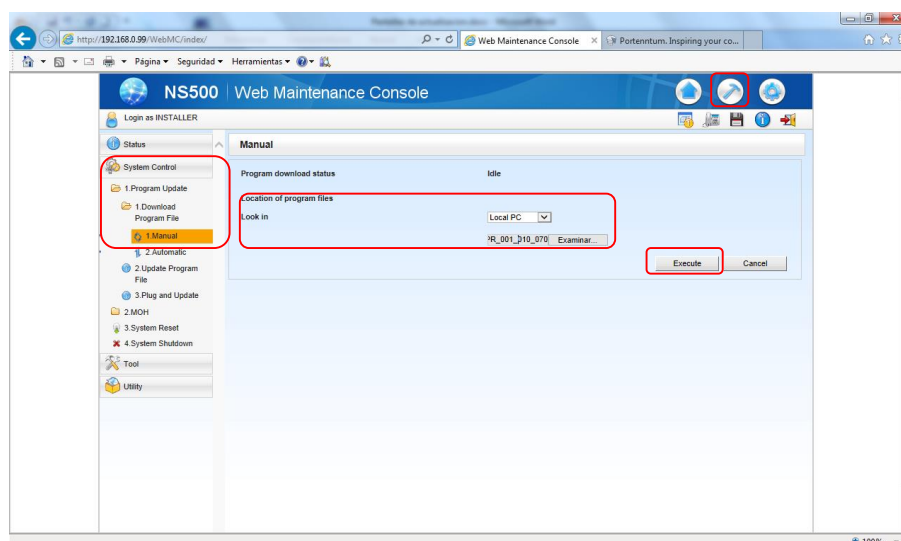 http://192.168.0.99/WebMC/index/
Web Maintenance Console
Portenntum. Inspiring your co...
Página
Seguridad
Herramientas
NS500
Web Maintenance Console
Login as INSTALLER
Status
System Control
1.Program Update
1.Download
Program File
1.Manual
2.Automatic
2.Update Program
File
3.Plug and Update
2.MOH
3.System Reset
4.System Shutdown
Tool
Utility
Manual
Program download status
Idle
Location of program files
Look in
Local PC
Examinar...
Execute
Cancel